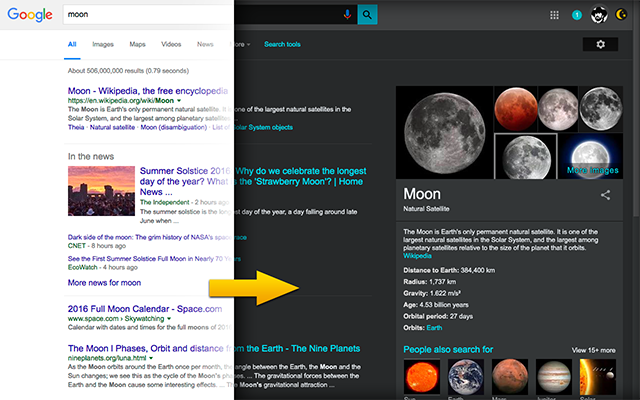 Google
moon
1
All Images Maps Videos News More Search tools
About 506,000,000 results (0.79 seconds)
Moon - Wikipedia, the free encyclopedia
https://en.wikipedia.org/wiki/Moon
The Moon is Earth's only permanent natural satellite. It is one of the largest natural satellites in the
Solar System, and the largest among planetary satellites relative to the size of the planet
Theia · Natural satellite · Moon (disambiguation) · List of Solar System objects
In the news
Summer Solstice 2016: Why do we celebrate the longest
day of the year? What is the 'Strawberry Moon'? | Home
News ...
The Independent - 2 hours ago
The summer solstice is the longest day of the year, a day falling around late
June when ...
Dark side of the moon: The grim history of NASA's space race
CNET - 8 hours ago
See the First Summer Solstice Full Moon in Nearly 70 Years
EcoWatch - 4 hours ago
More news for moon
2016 Full Moon Calendar - Space.com
www.space.com › Skywatching
Calendar with dates and times for the full moons of 2016
The Moon | Phases, Orbit and distance from the Earth - The Nine Planets
nineplanets.org/luna.html
As the Moon orbits around the Earth once per month, the angle between the Earth, the Moon and the
Sun changes; we see this as the cycle of the Moon's phases. ... The gravitational forces between the
Earth and the Moon cause some interesting effects. ... The Moon's gravitational attraction ...
More images
Moon
Natural Satellite
The Moon is Earth's only permanent natural satellite. It is one of the
largest natural satellites in the Solar System, and the largest among planetary
satellites relative to the size of the planet that it orbits.
Wikipedia
Distance to Earth: 384,400 km
Radius: 1,737 km
Gravity: 1.622 m/s²
Age: 4.53 billion years
Orbital period: 27 days
Orbits: Earth
People also search for View 15+ more
Sun Earth Mars Jupiter Solar